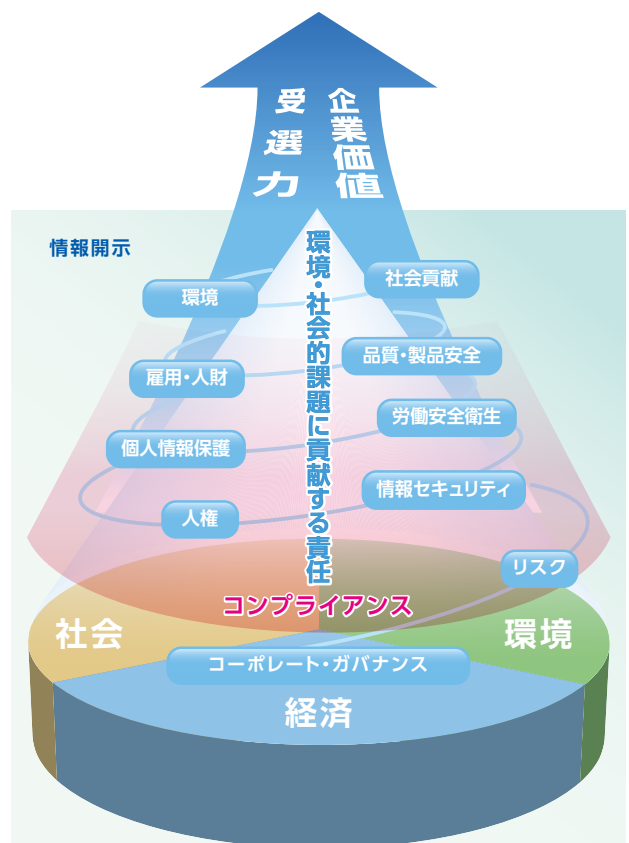 企業価値
受選力
情報開示
環境・社会的課題に貢献する責任
社会貢献
環境
品質・製品安全
雇用・人財
労働安全衛生
個人情報保護
情報セキュリティ
人権
リスク
コンプライアンス
社会
環境
コーポレート・ガバナンス
経済